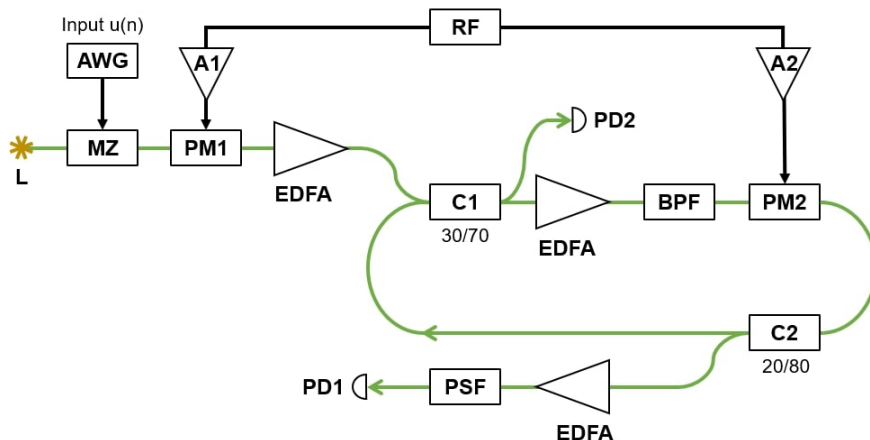 Input u(n)
RF
AWG
A1
A2
PD2
MZ
PM1
L
EDFA
C1
BPF
PM2
30/70
EDFA
C2
20/80
PD1
PSF
EDFA